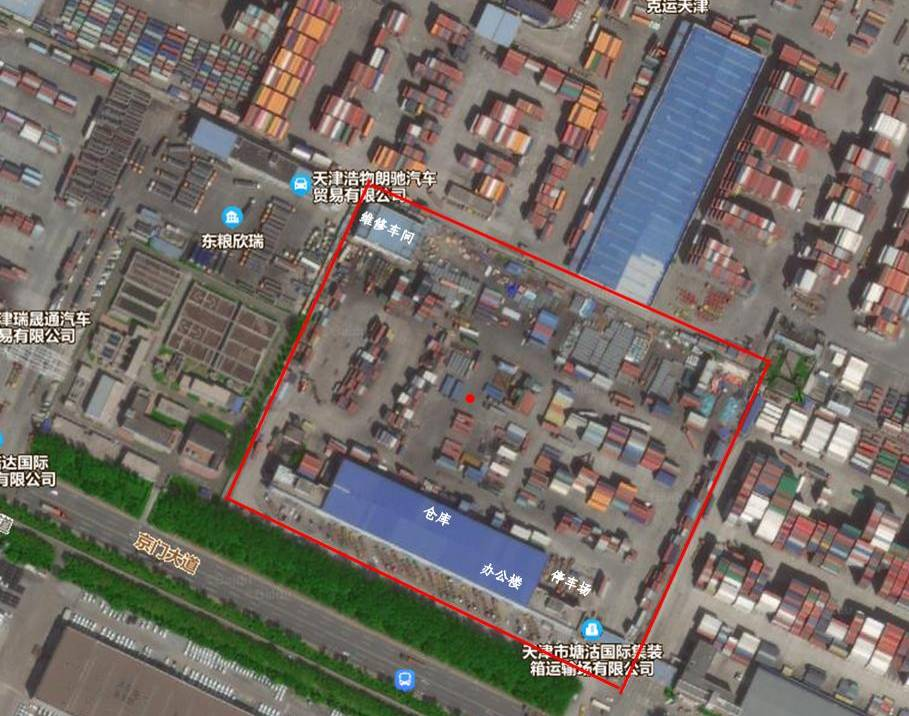 克运天津
天津浩物朗驰汽车
贸易有限公司
维修车间
东粮欣瑞
津瑞晟通汽车
易有限公司
达国际
有限公司
仓库
京门大道
办公楼
停车场
天津市塘沽国际集装
箱运输场有限公司